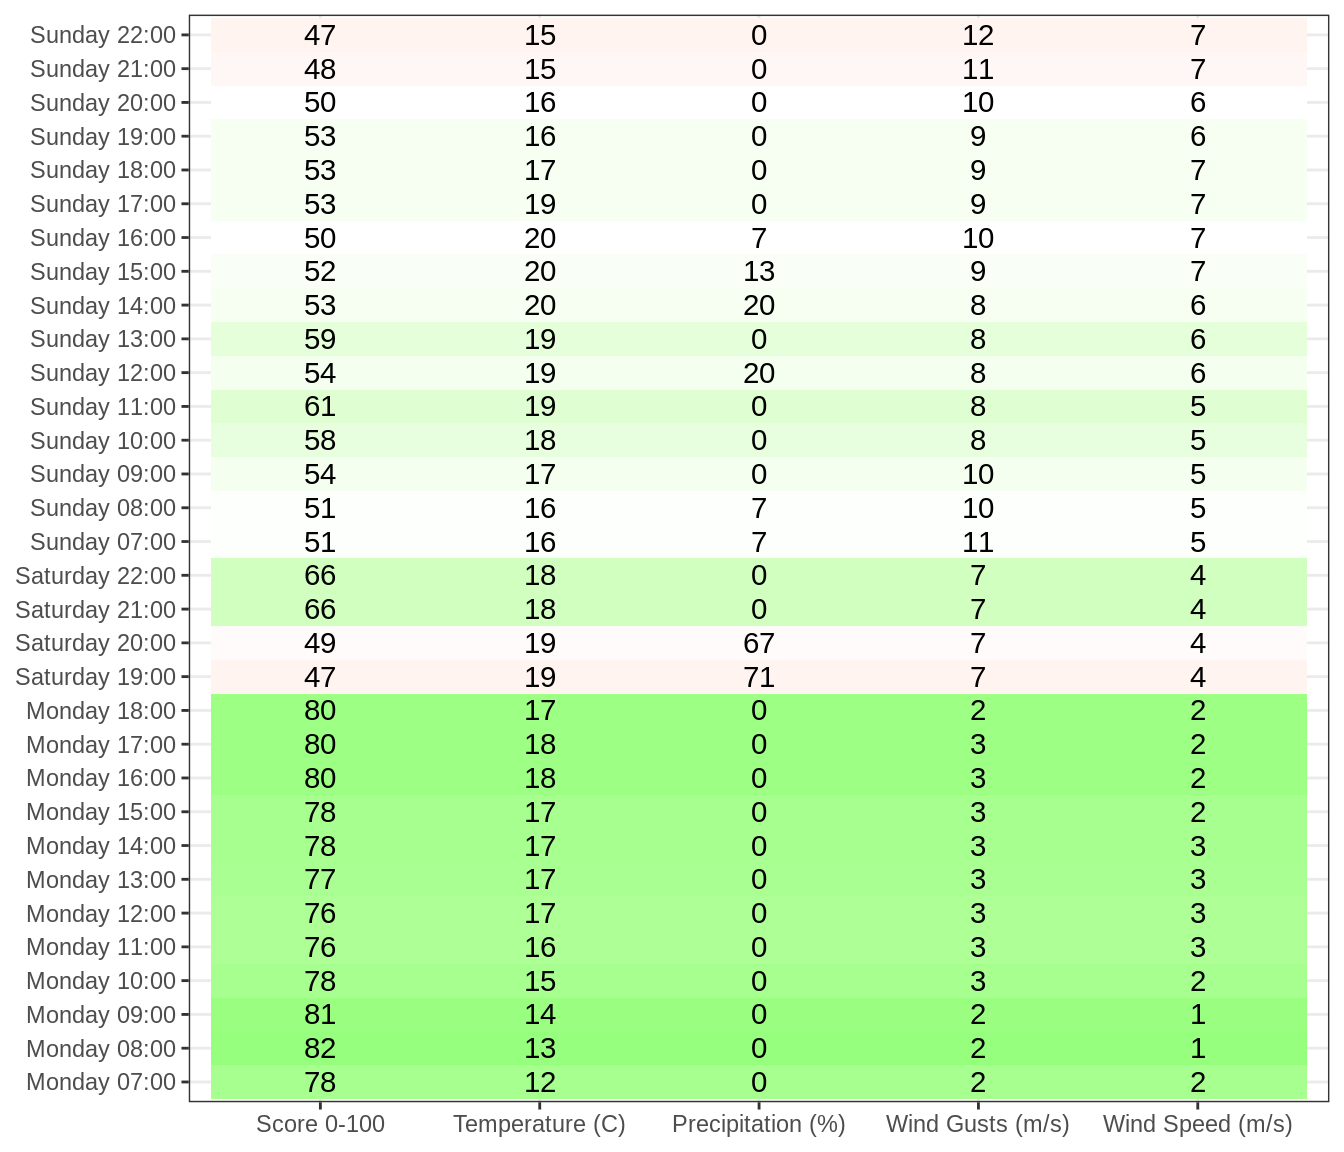 Sunday 22:00 47 15 0 12 7
Sunday 21:00 48 15 0 11 7
Sunday 20:00 50 16 0 10 6
Sunday 19:00 53 16 0 9 6
Sunday 18:00 53 17 0 9 7
Sunday 17:00 53 19 0 9 7
Sunday 16:00 50 20 7 10 7
Sunday 15:00 52 20 13 9 7
Sunday 14:00 53 20 20 8 6
Sunday 13:00 59 19 0 8 6
Sunday 12:00 54 19 20 8 6
Sunday 11:00 61 19 0 8 5
Sunday 10:00 58 18 0 8 5
Sunday 09:00 54 17 0 10 5
Sunday 08:00 51 16 7 10 5
Sunday 07:00 51 16 7 11 5
Saturday 22:00 66 18 0 7 4
Saturday 21:00 66 18 0 7 4
Saturday 20:00 49 19 67 7 4
Saturday 19:00 47 19 71 7 4
Monday 18:00 80 17 0 2 2
Monday 17:00 80 18 0 3 2
Monday 16:00 80 18 0 3 2
Monday 15:00 78 17 0 3 2
Monday 14:00 78 17 0 3 3
Monday 13:00 77 17 0 3 3
Monday 12:00 76 17 0 3 3
Monday 11:00 76 16 0 3 3
Monday 10:00 78 15 0 3 2
Monday 09:00 81 14 0 2 1
Monday 08:00 82 13 0 2 1
Monday 07:00 78 12 0 2 2
Score 0-100 Temperature (C) Precipitation (%) Wind Gusts (m/s) Wind Speed (m/s)